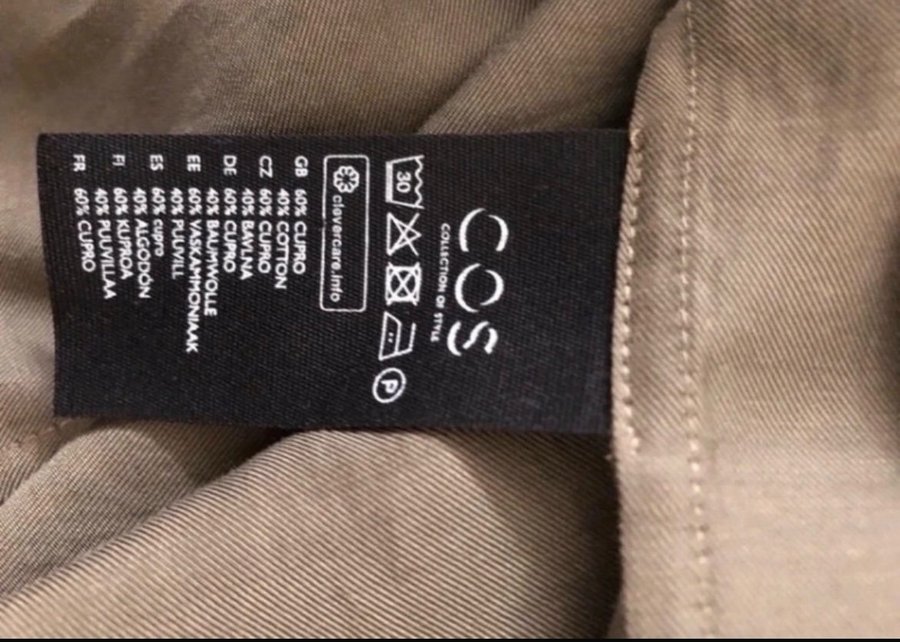 COS
COLLECTION OF STYLE
30
P
clevercare.info
GB 60% CUPRO
40% COTTON
CZ 60% CUPRO
40% BAVLNA
DE 60% CUPRO
40% BAUMWOLLE
EE 60% VASKAMMONIAAK
40% PUUVILL
ES 60% cupro
40% ALGODÓN
FI 60% KUPROA
40% PUUVILLAA
FR 60% CUPRO